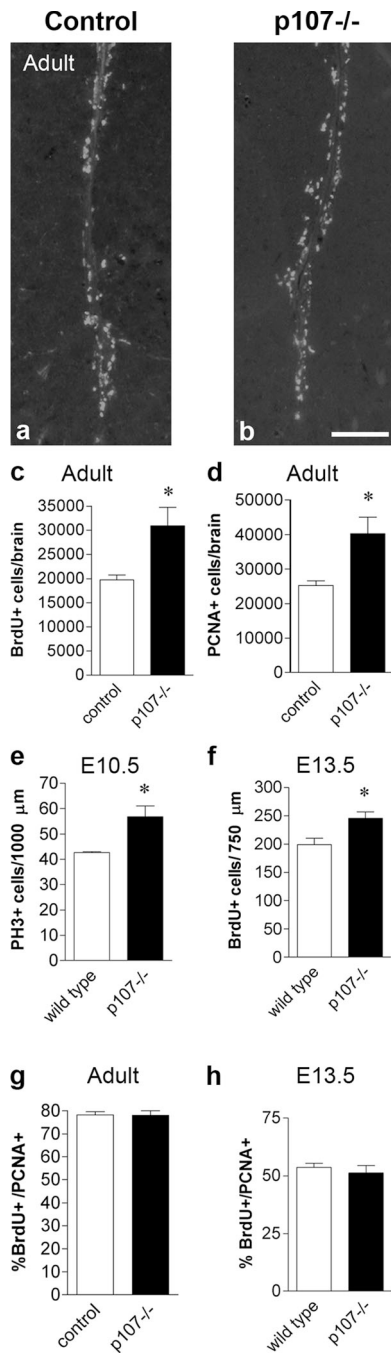 Control p107-/-
Adult
a b
c Adult
BrdU+ cells/brain
35000
30000
25000
20000
15000
10000
5000
0
control p107-/-
*
d Adult
PCNA+ cells/brain
50000
40000
30000
20000
10000
0
control p107-/-
*
e E10.5
PH3+ cells/1000 µm
70
60
50
40
30
20
10
0
wild type p107-/-
*
f E13.5
BrdU+ cells/ 750 µm
300
250
200
150
100
50
0
wild type p107-/-
*
g Adult
%BrdU+ /PCNA+
80
70
60
50
40
30
20
10
0
control p107-/-
h E13.5
% BrdU+/PCNA+
75
50
25
0
wild type p107-/-